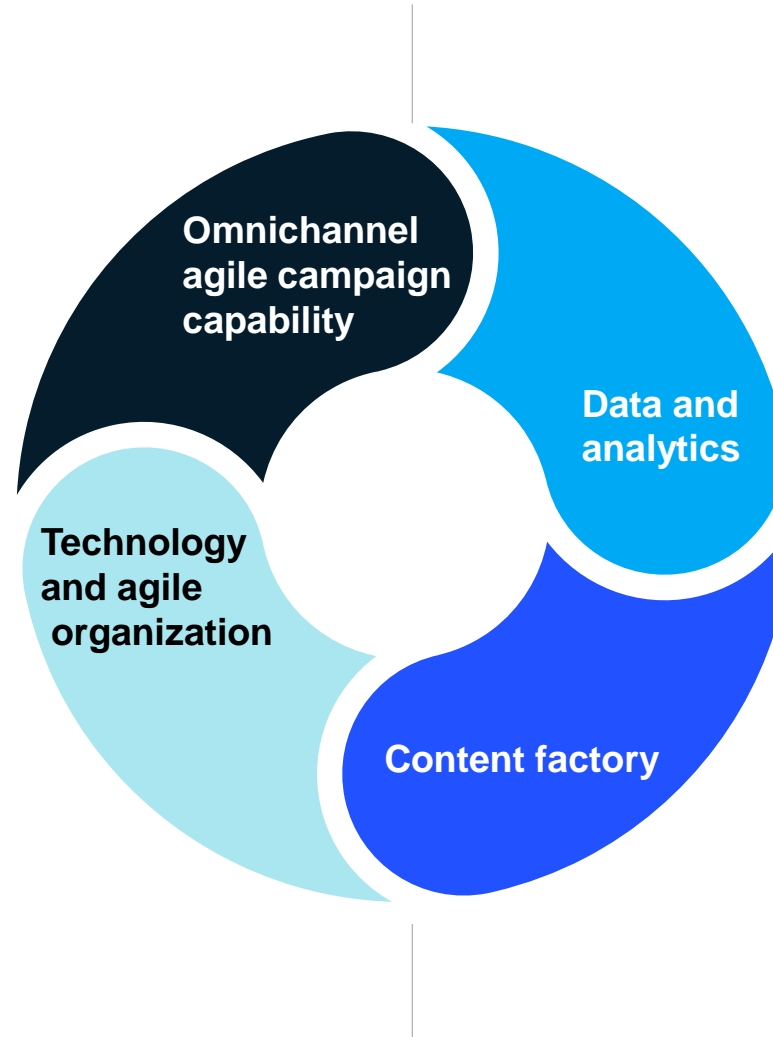 Omnichannel
agile campaign
capability
Data and
analytics
Technology
and agile
organization
Content factory